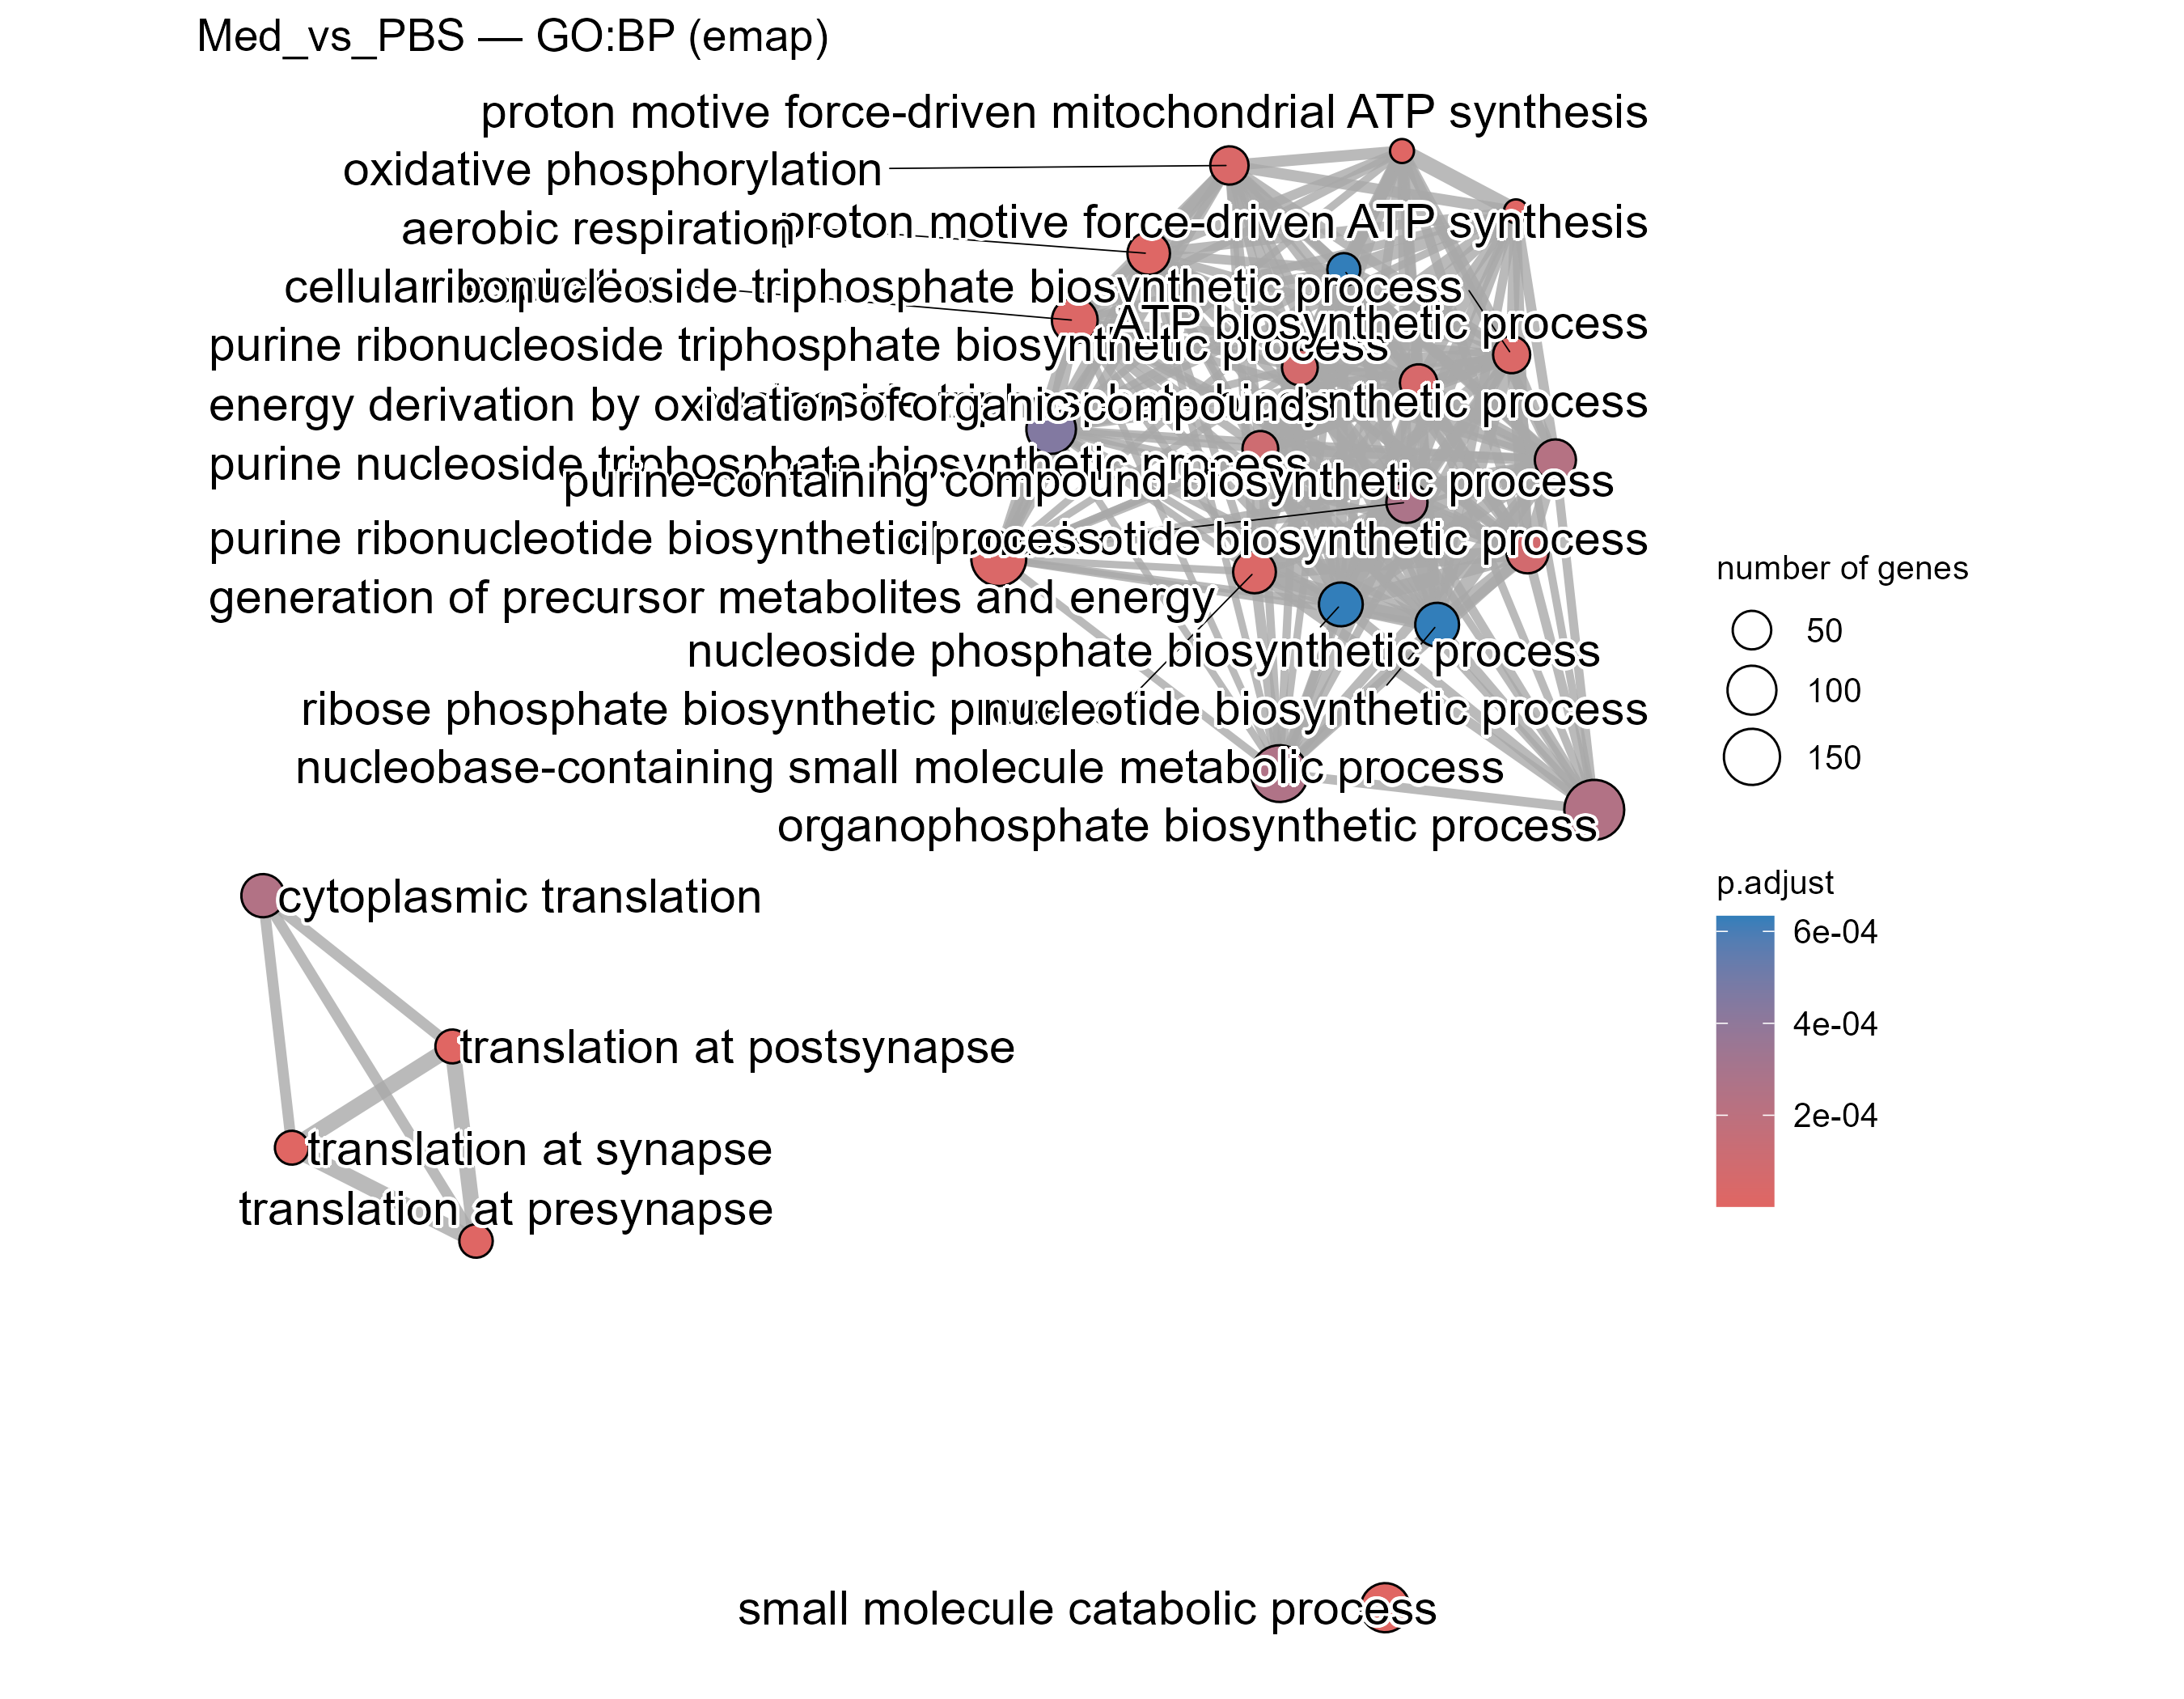 Med_vs_PBS — GO:BP (emap)
proton motive force-driven mitochondrial ATP synthesis
oxidative phosphorylation
proton motive force-driven ATP synthesis
aerobic respiration
cellular
ribonucleoside triphosphate biosynthetic process
ATP biosynthetic process
purine ribonucleoside triphosphate biosynthetic process
biosynthetic process
energy derivation by oxidation of organic compounds
purine nucleoside triphosphate biosynthetic process
purine-containing compound biosynthetic process
purine ribonucleotide biosynthetic process
biosynthetic process
generation of precursor metabolites and energy
nucleoside phosphate biosynthetic process
ribose phosphate biosynthetic
nucleotide biosynthetic process
nucleobase-containing small molecule metabolic process
organophosphate biosynthetic process
cytoplasmic translation
translation at postsynapse
translation at synapse
translation at presynapse
small molecule catabolic process
number of genes
50
100
150
p.adjust
6e-04
4e-04
2e-04